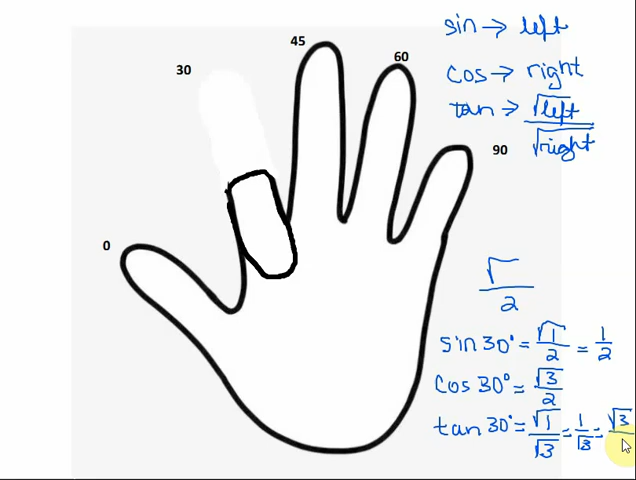 sin → left
45
60
30
cos → right
tan → √left / √right
90
0
√ / 2
sin 30° = √1 / 2 = 1 / 2
cos 30° = √3 / 2
tan 30° = √1 / √3 = 1 / √3 = √3